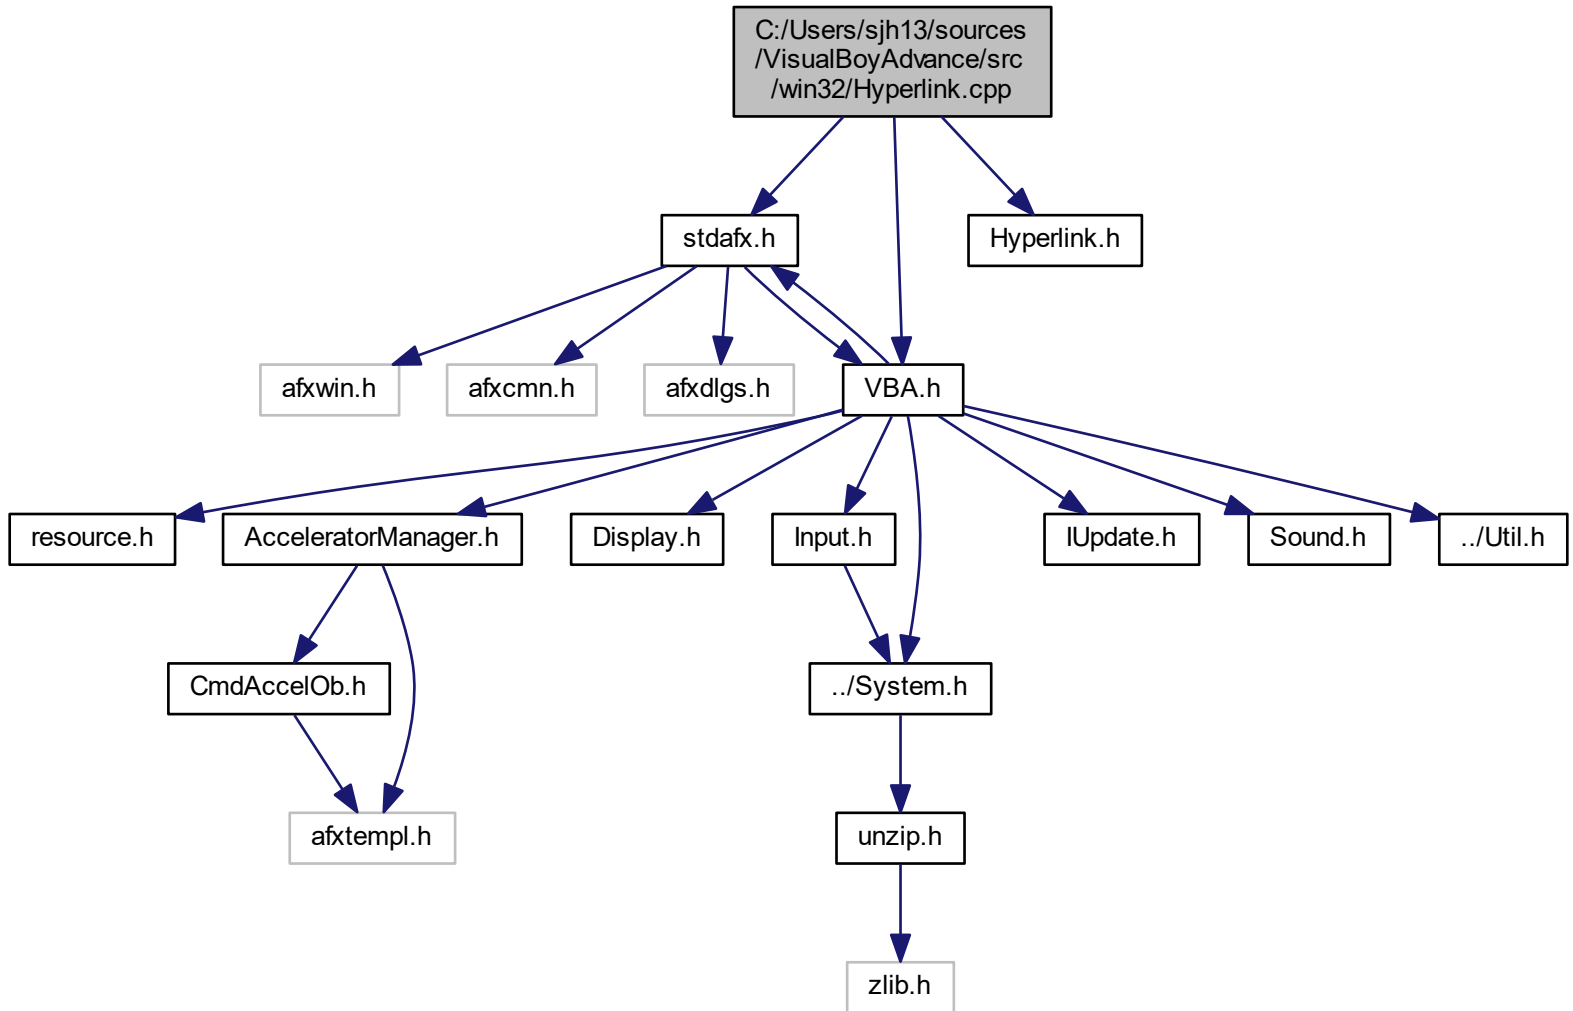 C:/Users/sjh13/sources
/VisualBoyAdvance/src
/win32/Hyperlink.cpp
stdafx.h
Hyperlink.h
afxwin.h
afxcmn.h
afxdlgs.h
VBA.h
resource.h
AcceleratorManager.h
Display.h
Input.h
IUpdate.h
Sound.h
../Util.h
CmdAccelOb.h
../System.h
afxtempl.h
unzip.h
zlib.h